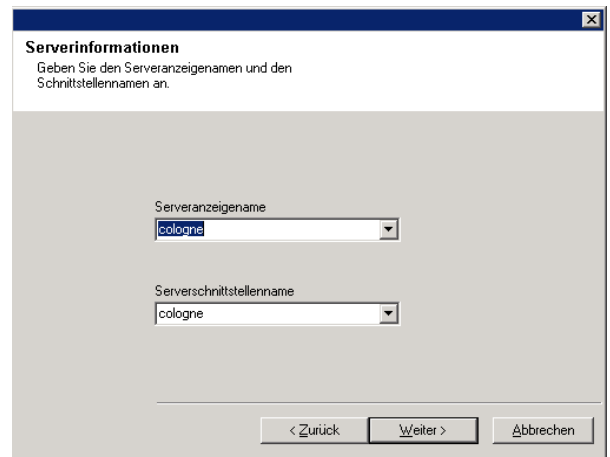 Serverinformationen
Geben Sie den Serveranzeigenamen und den
Schnittstellennamen an.
Serveranzeigename
cologne
Serverschnittstellenname
cologne
< Zurück
Weiter >
Abbrechen